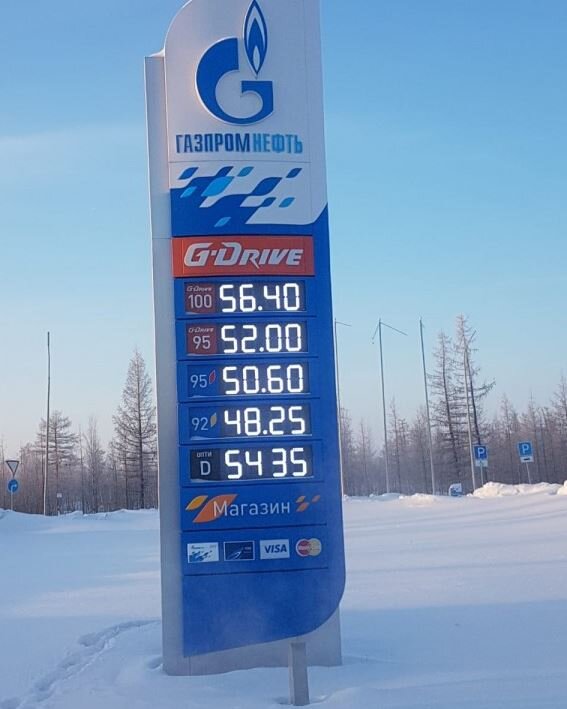 ГАЗПРОМНЕФТЬ
G-DRIVE
G-DRIVE 100 56.40
G-DRIVE 95 52.00
95 50.60
92 48.25
ОПТИ Д 54 35
Магазин
VISA MasterCard
P P